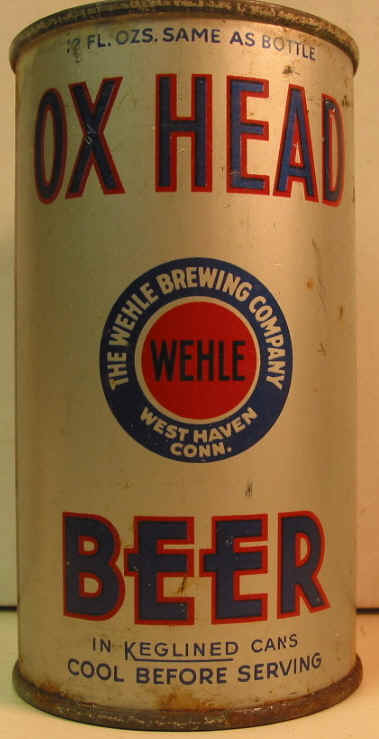 12 FL. OZS. SAME AS BOTTLE
OX HEAD
THE WEHLE BREWING COMPANY
WEHLE
WEST HAVEN
CONN.
BEER
IN KEGLINED CANS
COOL BEFORE SERVING